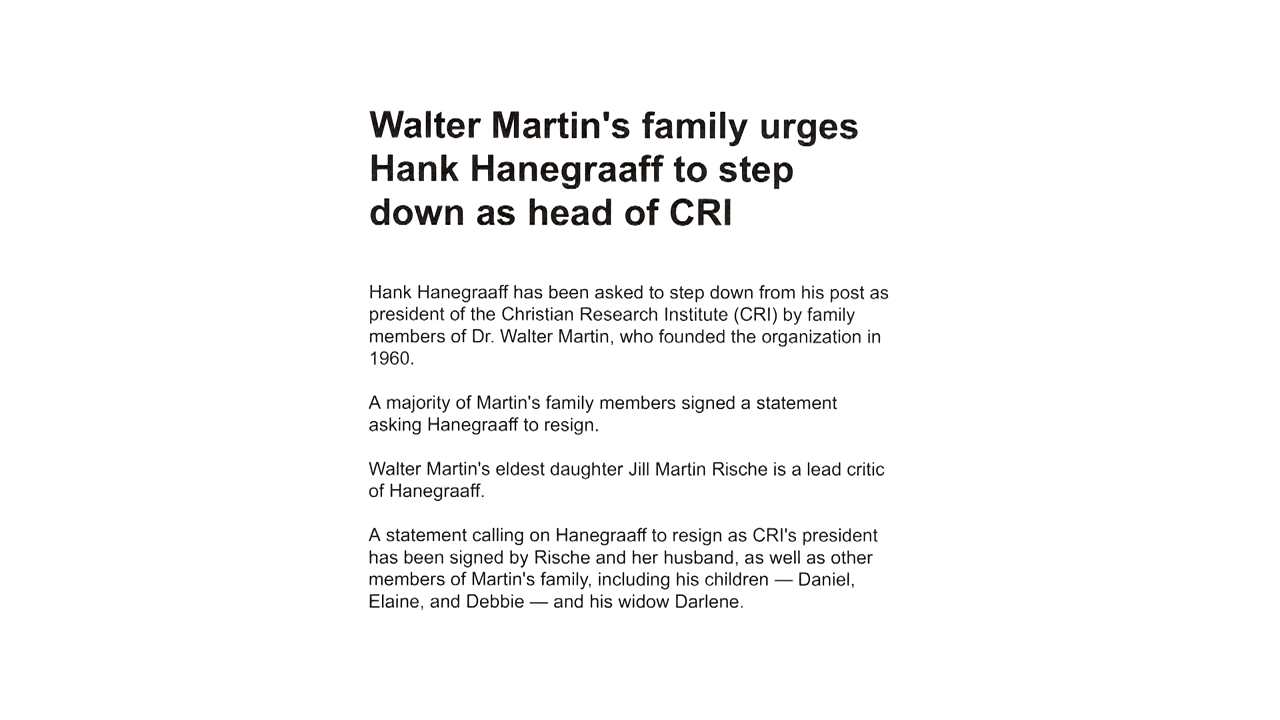 Walter Martin's family urges
Hank Hanegraaff to step
down as head of CRI
Hank Hanegraaff has been asked to step down from his post as
president of the Christian Research Institute (CRI) by family
members of Dr. Walter Martin, who founded the organization in
1960.
A majority of Martin's family members signed a statement
asking Hanegraaff to resign.
Walter Martin's eldest daughter Jill Martin Rische is a lead critic
of Hanegraaff.
A statement calling on Hanegraaff to resign as CRI's president
has been signed by Rische and her husband, as well as other
members of Martin's family, including his children — Daniel,
Elaine, and Debbie — and his widow Darlene.